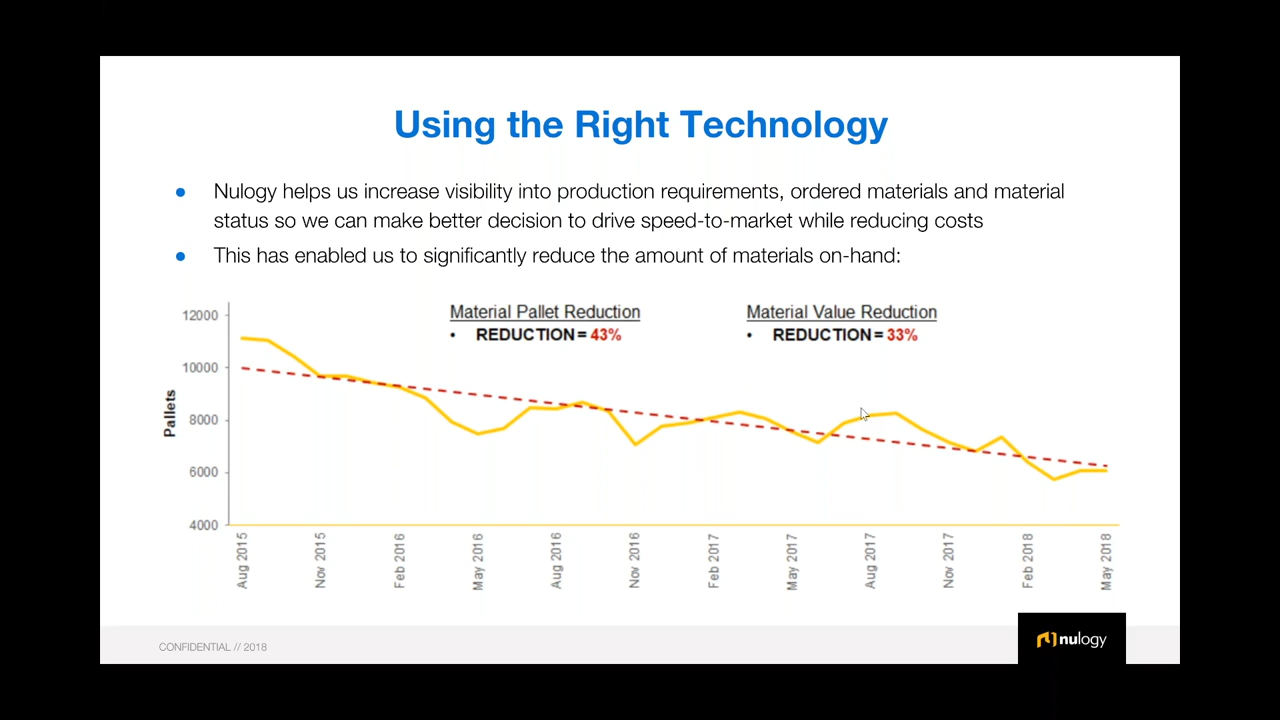 Using the Right Technology
● Nulogy helps us increase visibility into production requirements, ordered materials and material
status so we can make better decision to drive speed-to-market while reducing costs
● This has enabled us to significantly reduce the amount of materials on-hand:
Material Pallet Reduction
• REDUCTION = 43%
Material Value Reduction
• REDUCTION = 33%
Pallets
12000
10000
8000
6000
4000
Aug 2015
Nov 2015
Feb 2016
May 2016
Aug 2016
Nov 2016
Feb 2017
May 2017
Aug 2017
Nov 2017
Feb 2018
May 2018
CONFIDENTIAL // 2018
nulogy